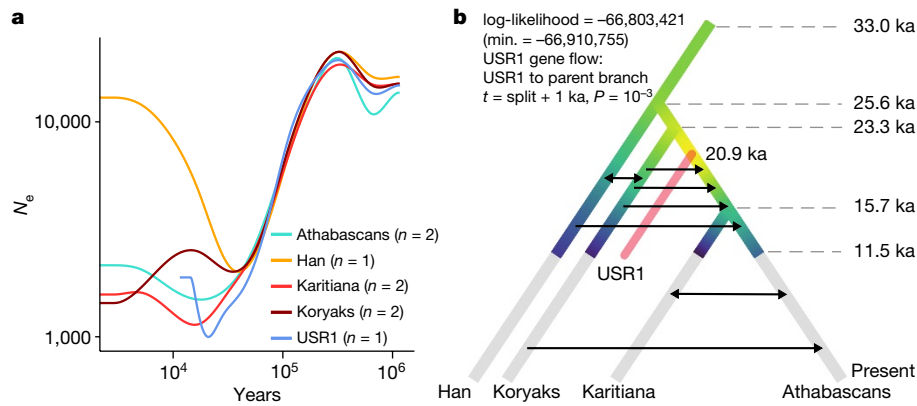 a
10,000
1,000
Nₑ
10⁴
10⁵
10⁶
Years
Athabascans (n = 2)
Han (n = 1)
Karitiana (n = 2)
Koryaks (n = 2)
USR1 (n = 1)
b
log-likelihood = –66,803,421
(min. = –66,910,755)
USR1 gene flow:
USR1 to parent branch
t = split + 1 ka, P = 10⁻³
33.0 ka
25.6 ka
23.3 ka
20.9 ka
15.7 ka
11.5 ka
USR1
Present
Han
Koryaks
Karitiana
Athabascans